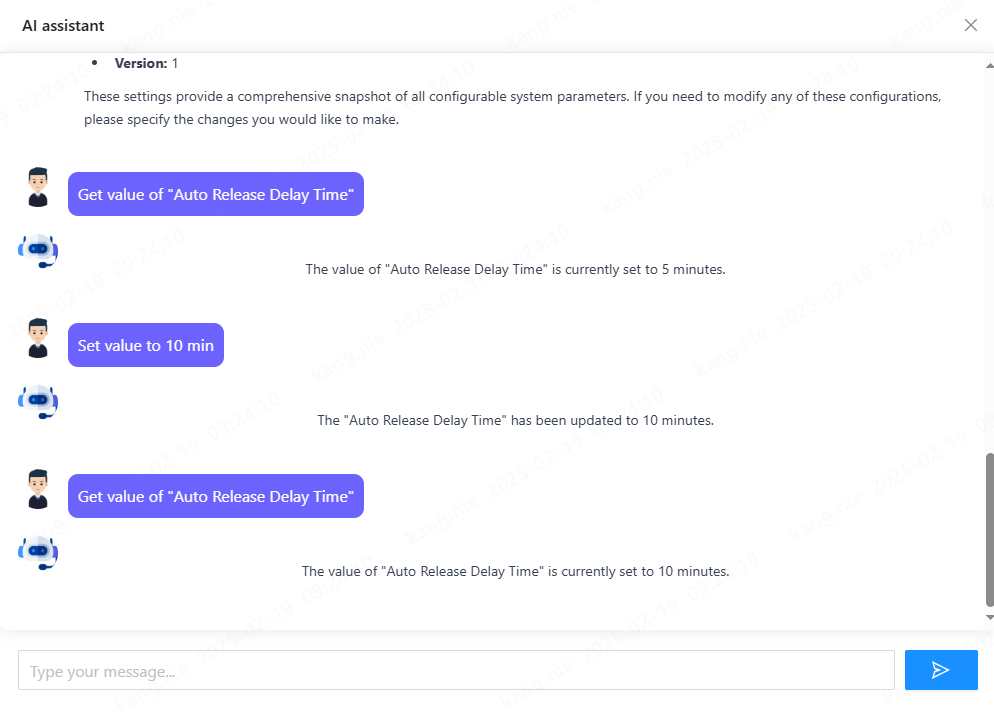 AI assistant
• Version: 1
These settings provide a comprehensive snapshot of all configurable system parameters. If you need to modify any of these configurations,
please specify the changes you would like to make.
Get value of "Auto Release Delay Time"
The value of "Auto Release Delay Time" is currently set to 5 minutes.
Set value to 10 min
The "Auto Release Delay Time" has been updated to 10 minutes.
Get value of "Auto Release Delay Time"
The value of "Auto Release Delay Time" is currently set to 10 minutes.
Type your message...
kang.nie 2025-02-19 09:24:10